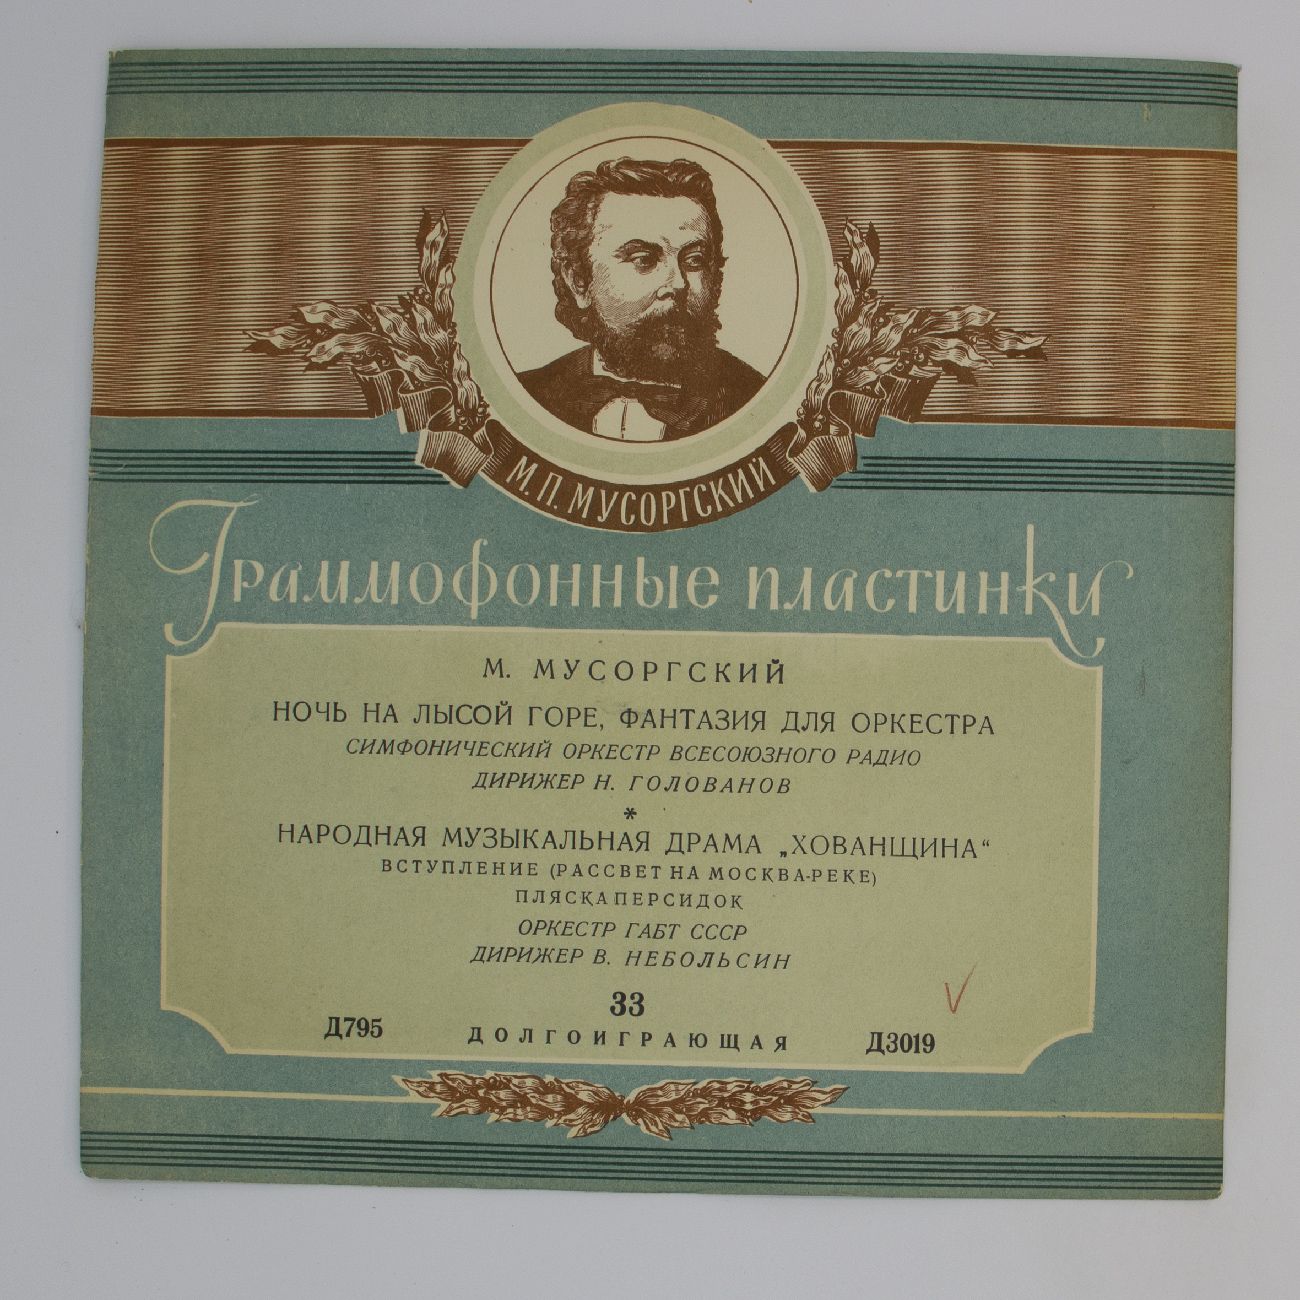 М. П. МУСОРГСКИЙ
Граммофонные пластинки
М. МУСОРГСКИЙ
НОЧЬ НА ЛЫСОЙ ГОРЕ, ФАНТАЗИЯ ДЛЯ ОРКЕСТРА
СИМФОНИЧЕСКИЙ ОРКЕСТР ВСЕСОЮЗНОГО РАДИО
ДИРИЖЕР Н. ГОЛОВАНОВ
*
НАРОДНАЯ МУЗЫКАЛЬНАЯ ДРАМА „ХОВАНЩИНА“
ВСТУПЛЕНИЕ (РАССВЕТ НА МОСКВА-РЕКЕ)
ПЛЯСКА ПЕРСИДОК
ОРКЕСТР ГАБТ СССР
ДИРИЖЕР В. НЕБОЛЬСИН
33
Д795 ДОЛГОИГРАЮЩАЯ Д3019